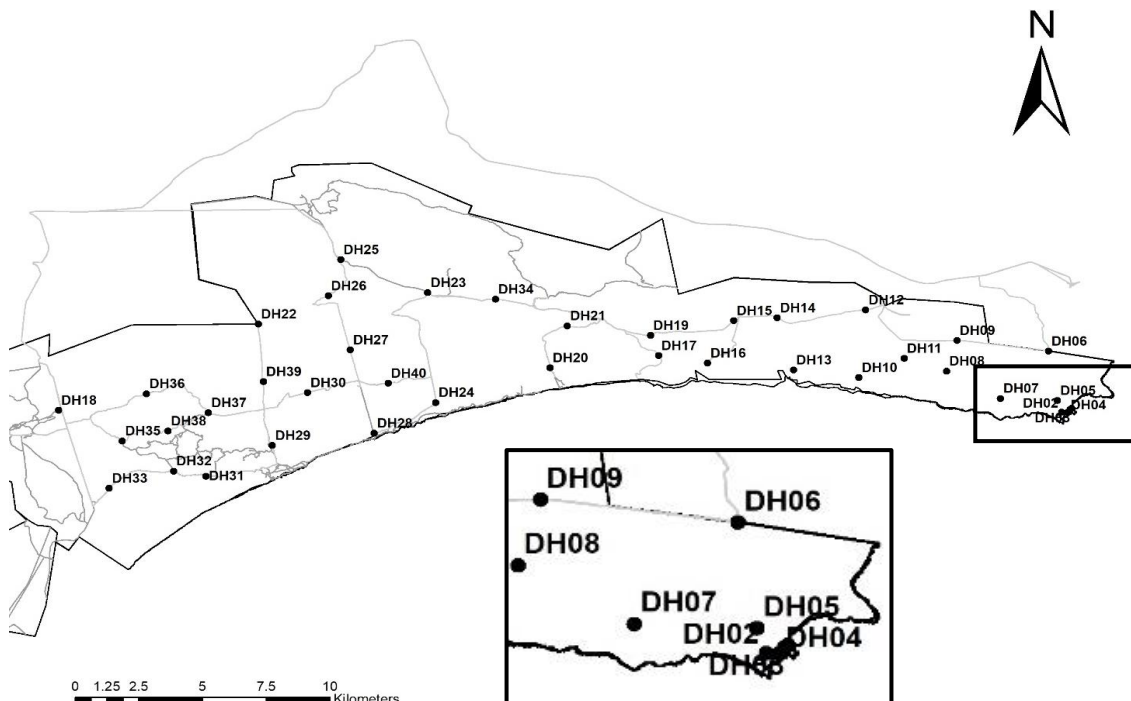 N
DH25
DH26
DH23
DH34
DH22
DH21
DH19
DH15
DH14
DH12
DH09
DH06
DH27
DH17
DH16
DH11
DH08
DH20
DH13
DH10
DH39
DH30
DH40
DH36
DH24
DH07
DH05
DH02
DH04
DH18
DH37
DH38
DH28
DH35
DH29
DH32
DH31
DH33
DH09
DH06
DH08
DH07
DH05
DH02
DH04
0 1.25 2.5 5 7.5 10
Kilometers